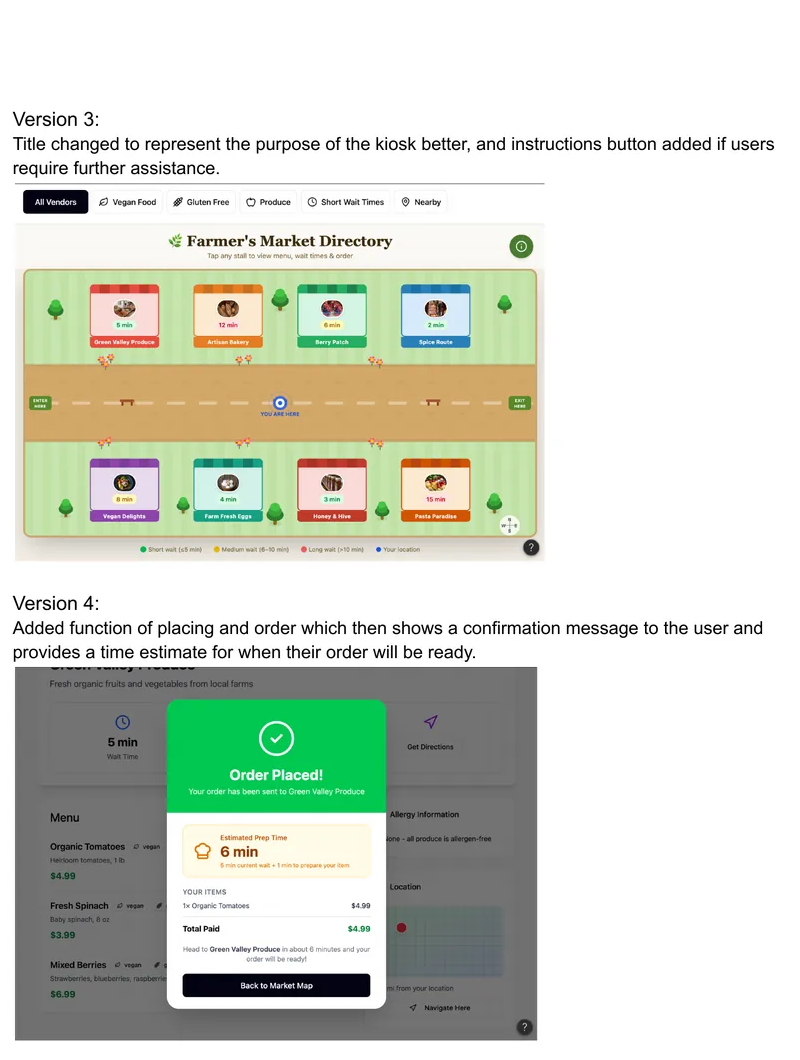 Version 3:
Title changed to represent the purpose of the kiosk better, and instructions button added if users
require further assistance.
All Vendors Vegan Food Gluten Free Produce Short Wait Times Nearby
Farmer's Market Directory
Tap any stall to view menu, wait times & order
5 min 12 min 6 min 2 min
Green Valley Produce Artisan Bakery Berry Patch Spice Route
ENTER HERE EXIT HERE
YOU ARE HERE
8 min 4 min 3 min 15 min
Vegan Delights Farm Fresh Eggs Honey & Hive Pasta Paradise
N
W E
S
Short wait (≤5 min) Medium wait (6–10 min) Long wait (>10 min) Your location
?
Version 4:
Added function of placing and order which then shows a confirmation message to the user and
provides a time estimate for when their order will be ready.
Green Valley Produce
Fresh organic fruits and vegetables from local farms
5 min
Wait Time
Get Directions
Order Placed!
Your order has been sent to Green Valley Produce
Menu
Organic Tomatoes vegan
Heirloom tomatoes, 1 lb
$4.99
Fresh Spinach vegan
Baby spinach, 8 oz
$3.99
Mixed Berries vegan g
Strawberries, blueberries, raspberrie
$6.99
Estimated Prep Time
6 min
5 min current wait + 1 min to prepare your item
YOUR ITEMS
1× Organic Tomatoes $4.99
Total Paid $4.99
Head to Green Valley Produce in about 6 minutes and your
order will be ready!
Back to Market Map
Allergy Information
None - all produce is allergen-free
Location
mi from your location
Navigate Here
?